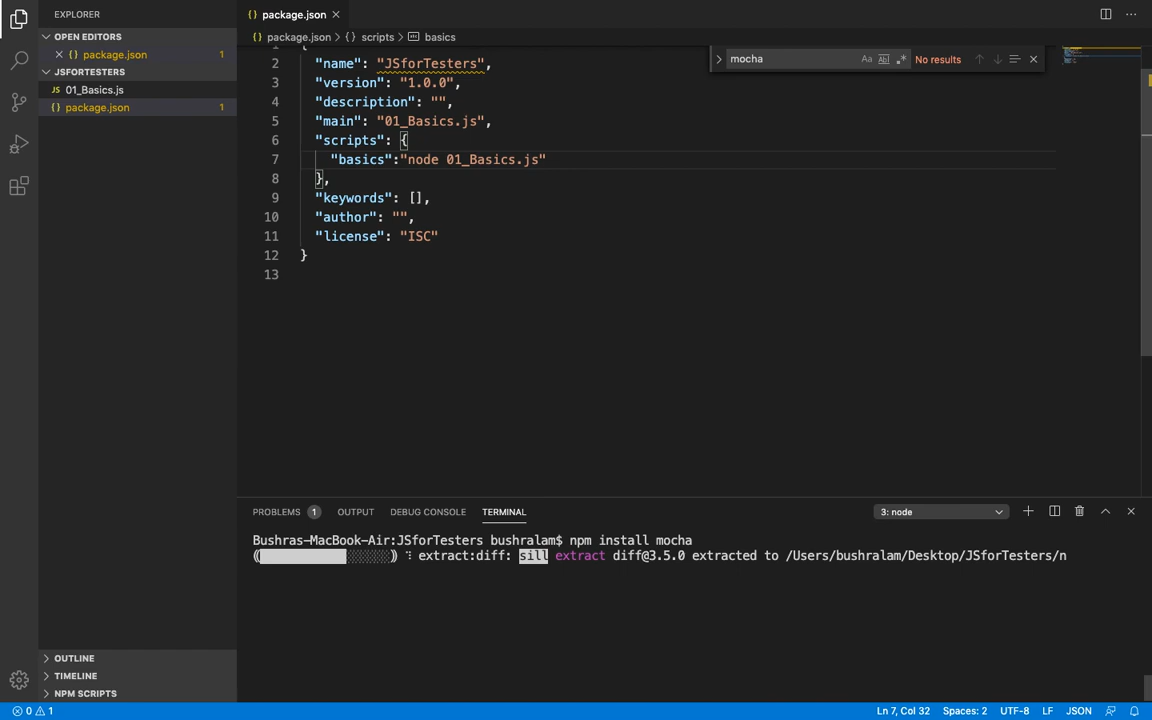 EXPLORER
OPEN EDITORS
package.json 1
JSFORTESTERS
JS 01_Basics.js
{} package.json 1
OUTLINE
TIMELINE
NPM SCRIPTS
{} package.json
{} package.json > {} scripts > basics
mocha Aa Abl .* No results
2 "name": "JSforTesters",
3 "version": "1.0.0",
4 "description": "",
5 "main": "01_Basics.js",
6 "scripts": {
7 "basics":"node 01_Basics.js"
8 },
9 "keywords": [],
10 "author": "",
11 "license": "ISC"
12 }
13
PROBLEMS 1 OUTPUT DEBUG CONSOLE TERMINAL 3: node
Bushras-MacBook-Air:JSforTesters bushralam$ npm install mocha
extract:diff: sill extract diff@3.5.0 extracted to /Users/bushralam/Desktop/JSforTesters/n
0 1 Ln 7, Col 32 Spaces: 2 UTF-8 LF JSON